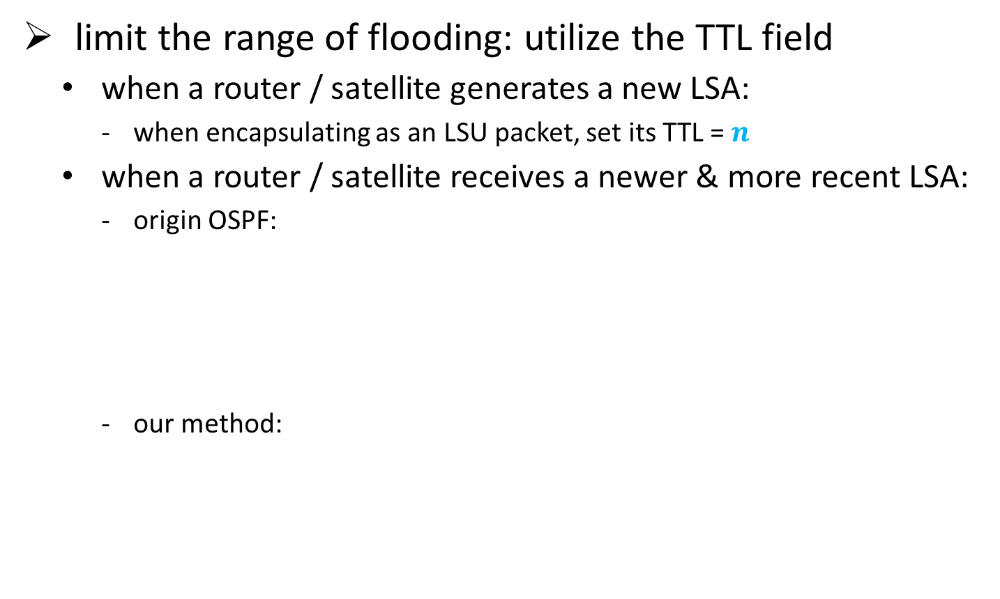 ➢ limit the range of flooding: utilize the TTL field
• when a router / satellite generates a new LSA:
- when encapsulating as an LSU packet, set its TTL = n
• when a router / satellite receives a newer & more recent LSA:
- origin OSPF:
- our method: